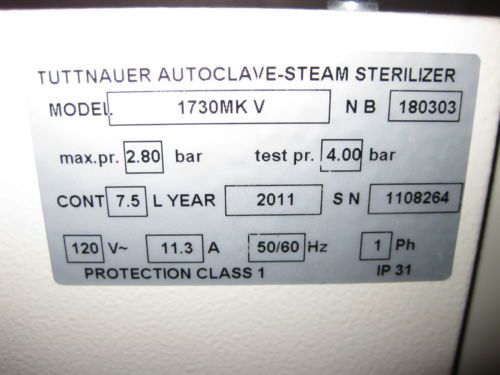 TUTTNAUER AUTOCLAVE-STEAM STERILIZER
MODEL 1730MK V N B 180303
max.pr. 2.80 bar test pr. 4.00 bar
CONT 7.5 L YEAR 2011 S N 1108264
120 V~ 11.3 A 50/60 Hz 1 Ph
PROTECTION CLASS 1 IP 31